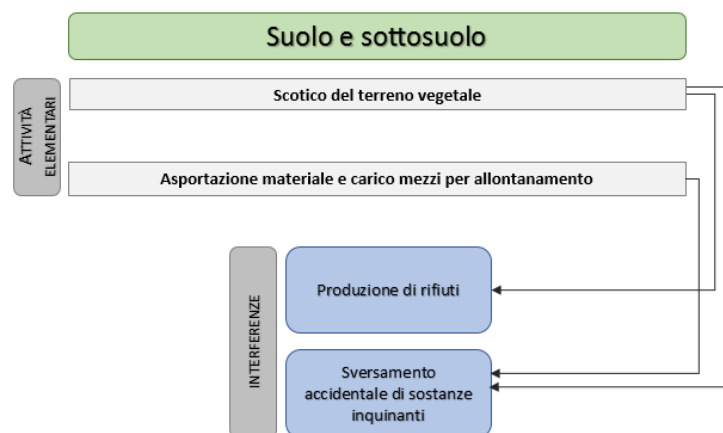 Suolo e sottosuolo
Scotico del terreno vegetale
ATTIVITÀ
ELEMENTARI
Asportazione materiale e carico mezzi per allontanamento
INTERFERENZE
Produzione di rifiuti
Sversamento
accidentale di sostanze
inquinanti